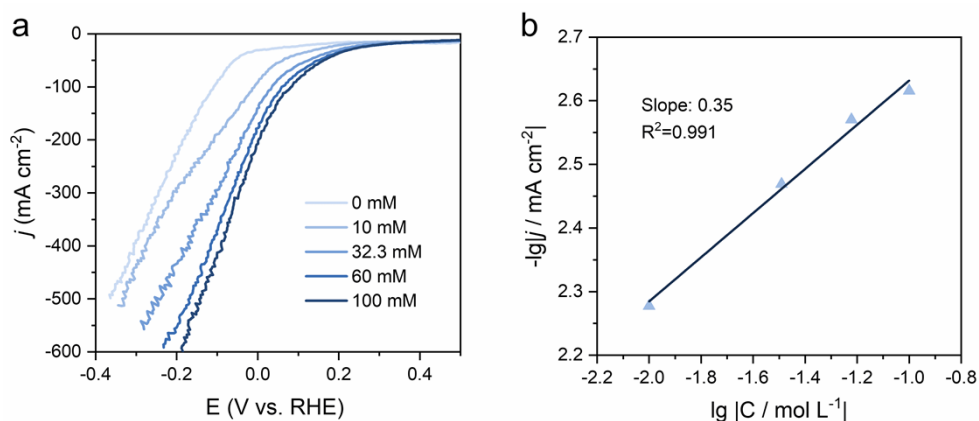 a
0
-100
-200
-300
-400
-500
-600
j (mA cm⁻²)
0 mM
10 mM
32.3 mM
60 mM
100 mM
-0.4 -0.2 0.0 0.2 0.4
E (V vs. RHE)
b
2.7
2.6
2.5
2.4
2.3
2.2
-lg|j / mA cm⁻²|
Slope: 0.35
R²=0.991
-2.2 -2.0 -1.8 -1.6 -1.4 -1.2 -1.0 -0.8
lg |C / mol L⁻¹|